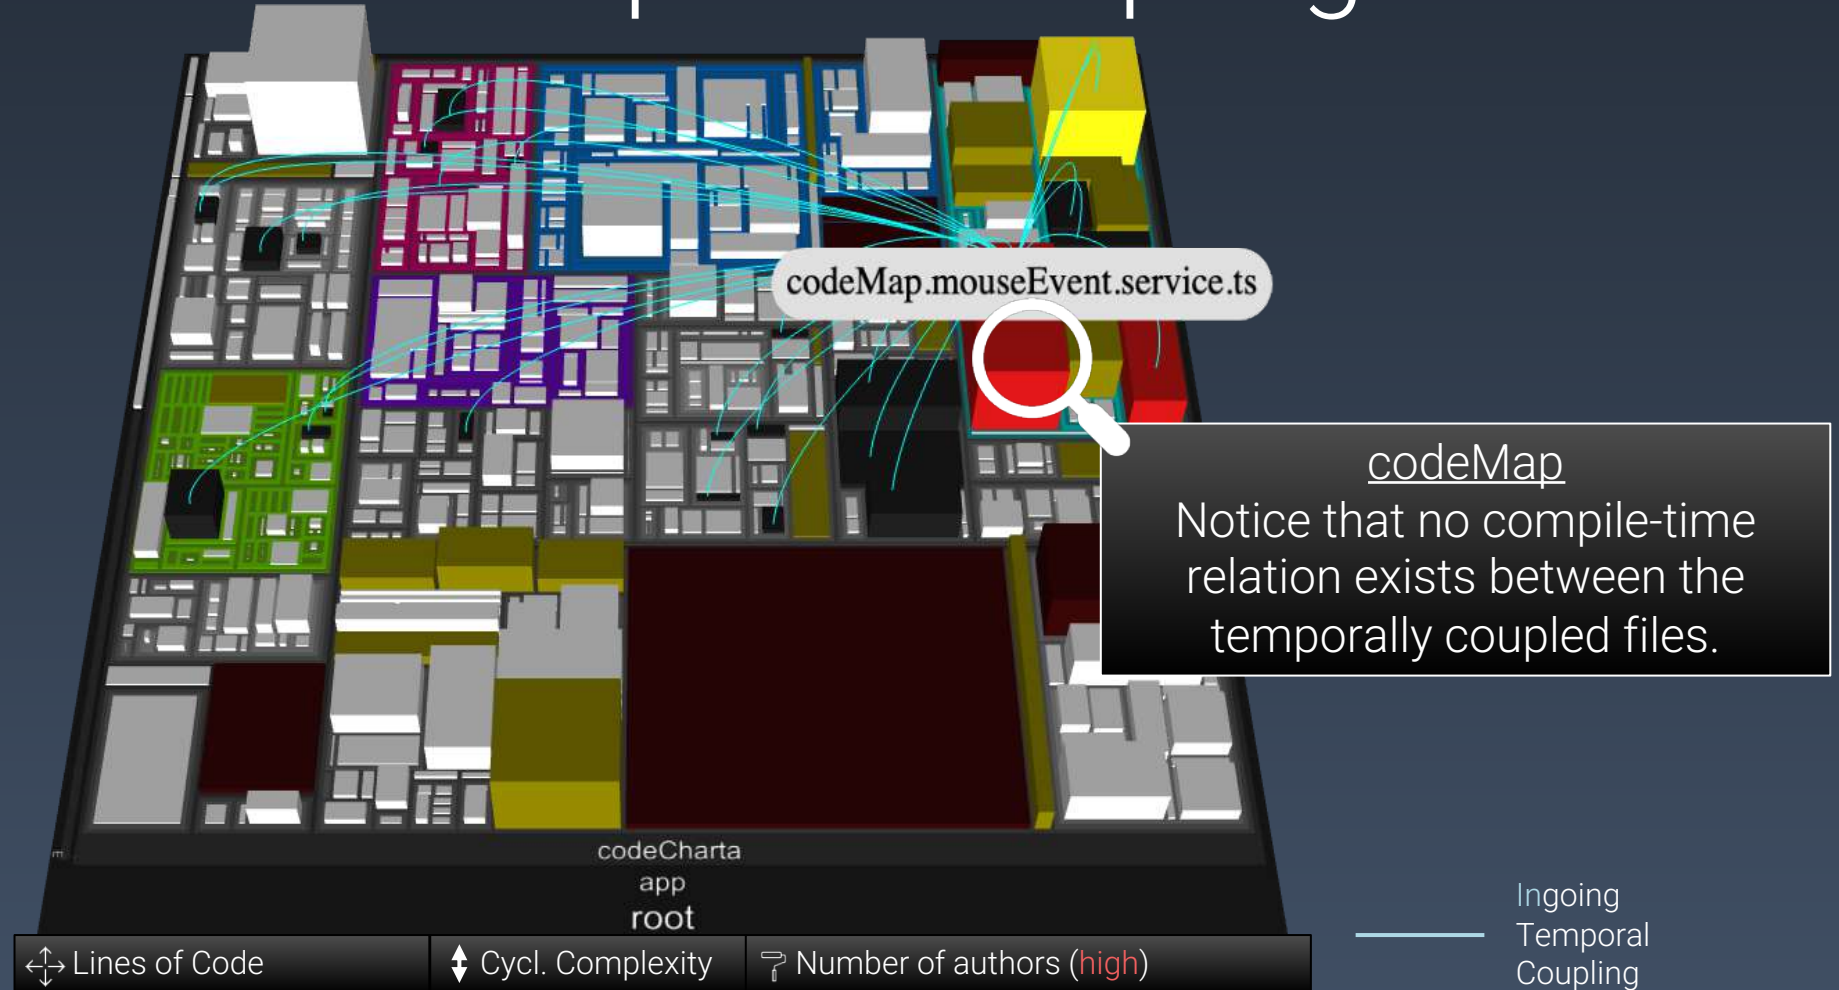 codeMap.mouseEvent.service.ts
codeMap
Notice that no compile-time
relation exists between the
temporally coupled files.
codeCharta
app
root
Lines of Code
Cycl. Complexity
Number of authors (high)
Ingoing
Temporal
Coupling